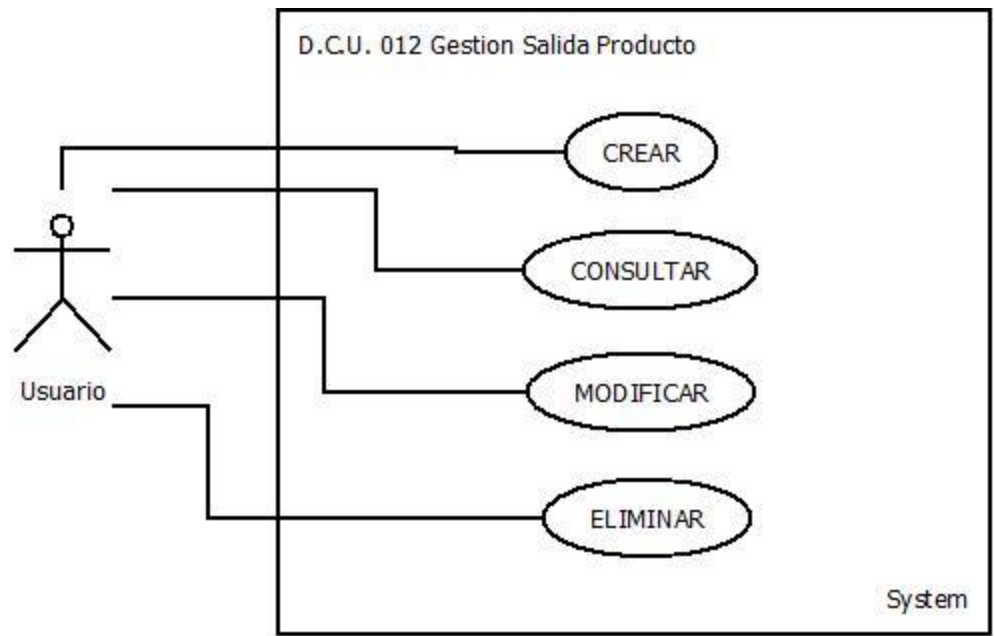 D.C.U. 012 Gestion Salida Producto
CREAR
CONSULTAR
MODIFICAR
Usuario
ELIMINAR
System